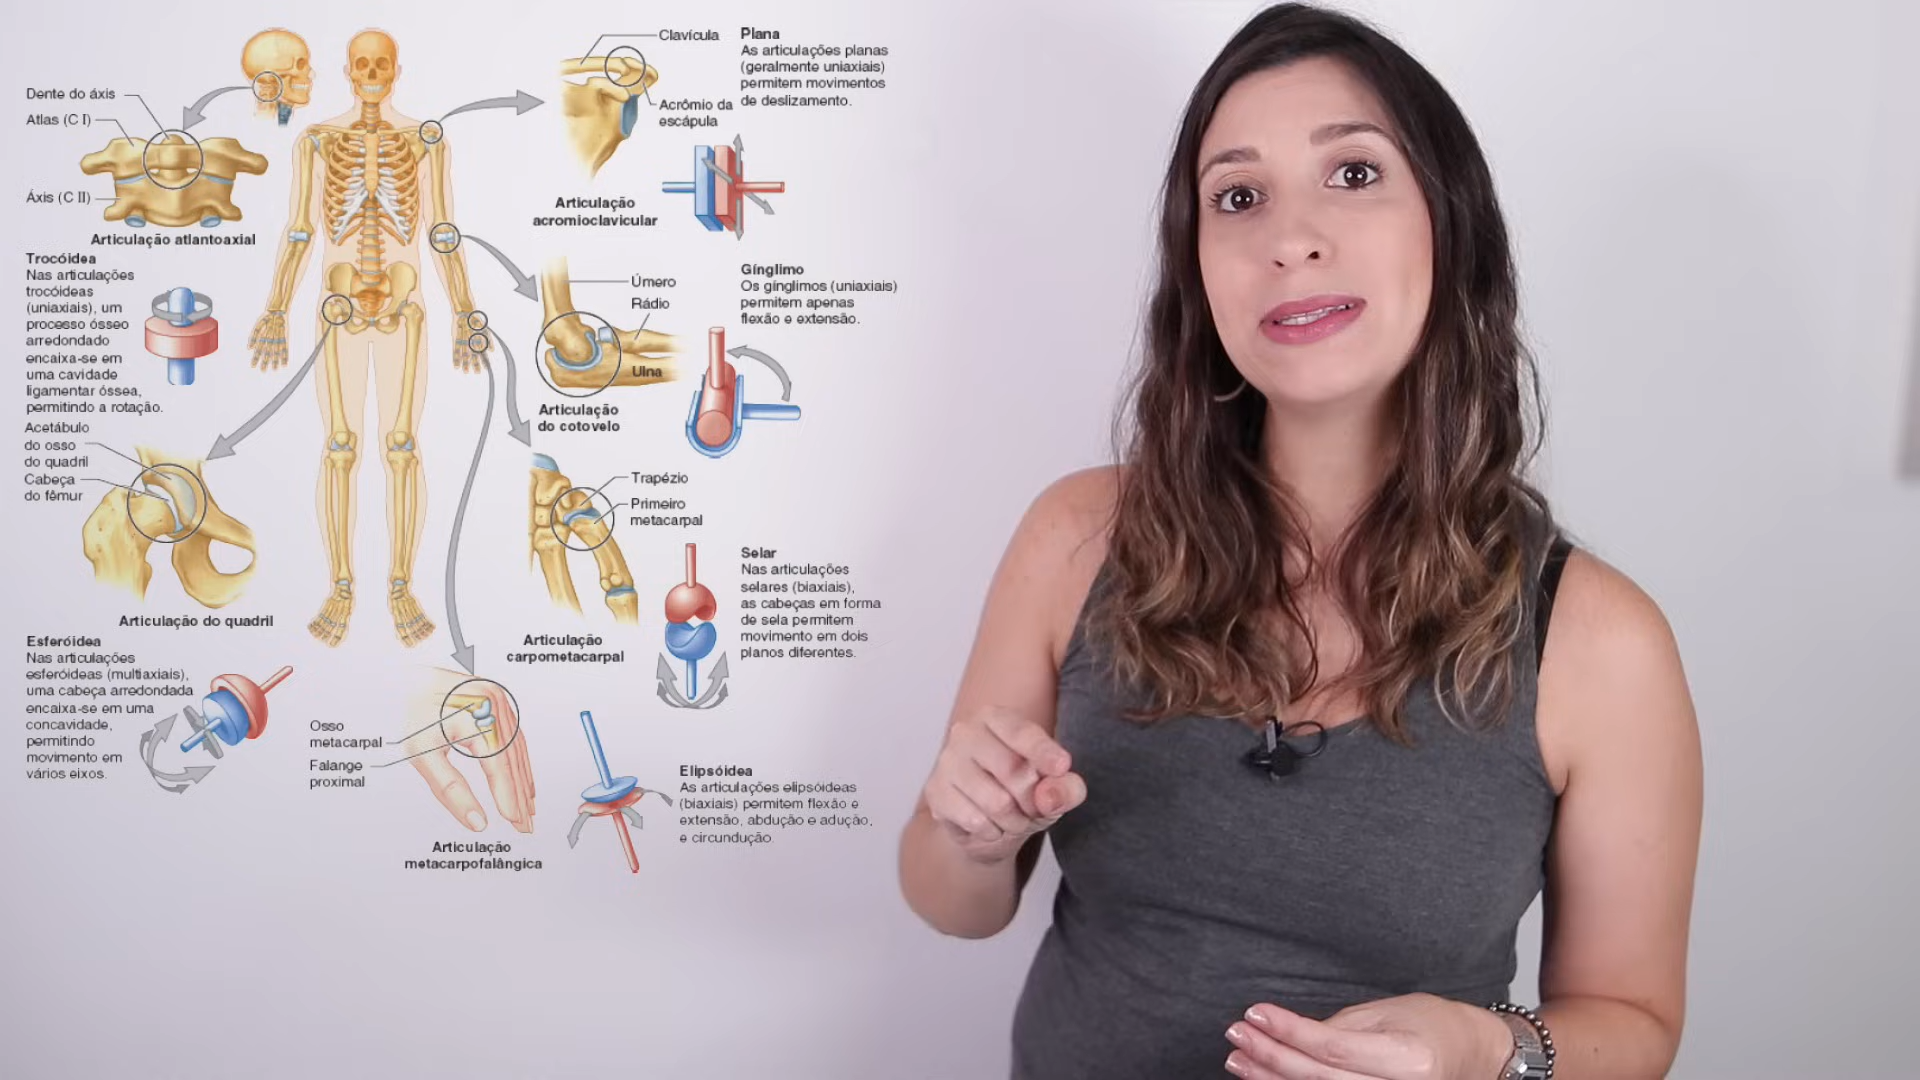 Dente do áxis
Atlas (C I)
Áxis (C II)
Articulação atlantoaxial
Trocóidea
Nas articulações
trocóideas
(uniaxiais), um
processo ósseo
arredondado
encaixa-se em
uma cavidade
ligamentar óssea,
permitindo a rotação.
Acetábulo
do osso
do quadril
Cabeça
do fêmur
Articulação do quadril
Esferóidea
Nas articulações
esferóideas (multiaxiais),
uma cabeça arredondada
encaixa-se em uma
concavidade,
permitindo
movimento em
vários eixos.
Clavícula
Acrômio da
escápula
Articulação
acromioclavicular
Plana
As articulações planas
(geralmente uniaxiais)
permitem movimentos
de deslizamento.
Úmero
Rádio
Ulna
Articulação
do cotovelo
Gínglimo
Os gínglimos (uniaxiais)
permitem apenas
flexão e extensão.
Trapézio
Primeiro
metacarpal
Articulação
carpometacarpal
Selar
Nas articulações
selares (biaxiais),
as cabeças em forma
de sela permitem
movimento em dois
planos diferentes.
Osso
metacarpal
Falange
proximal
Articulação
metacarpofalângica
Elipsóidea
As articulações elipsóideas
(biaxiais) permitem flexão e
extensão, abdução e adução,
e circundução.